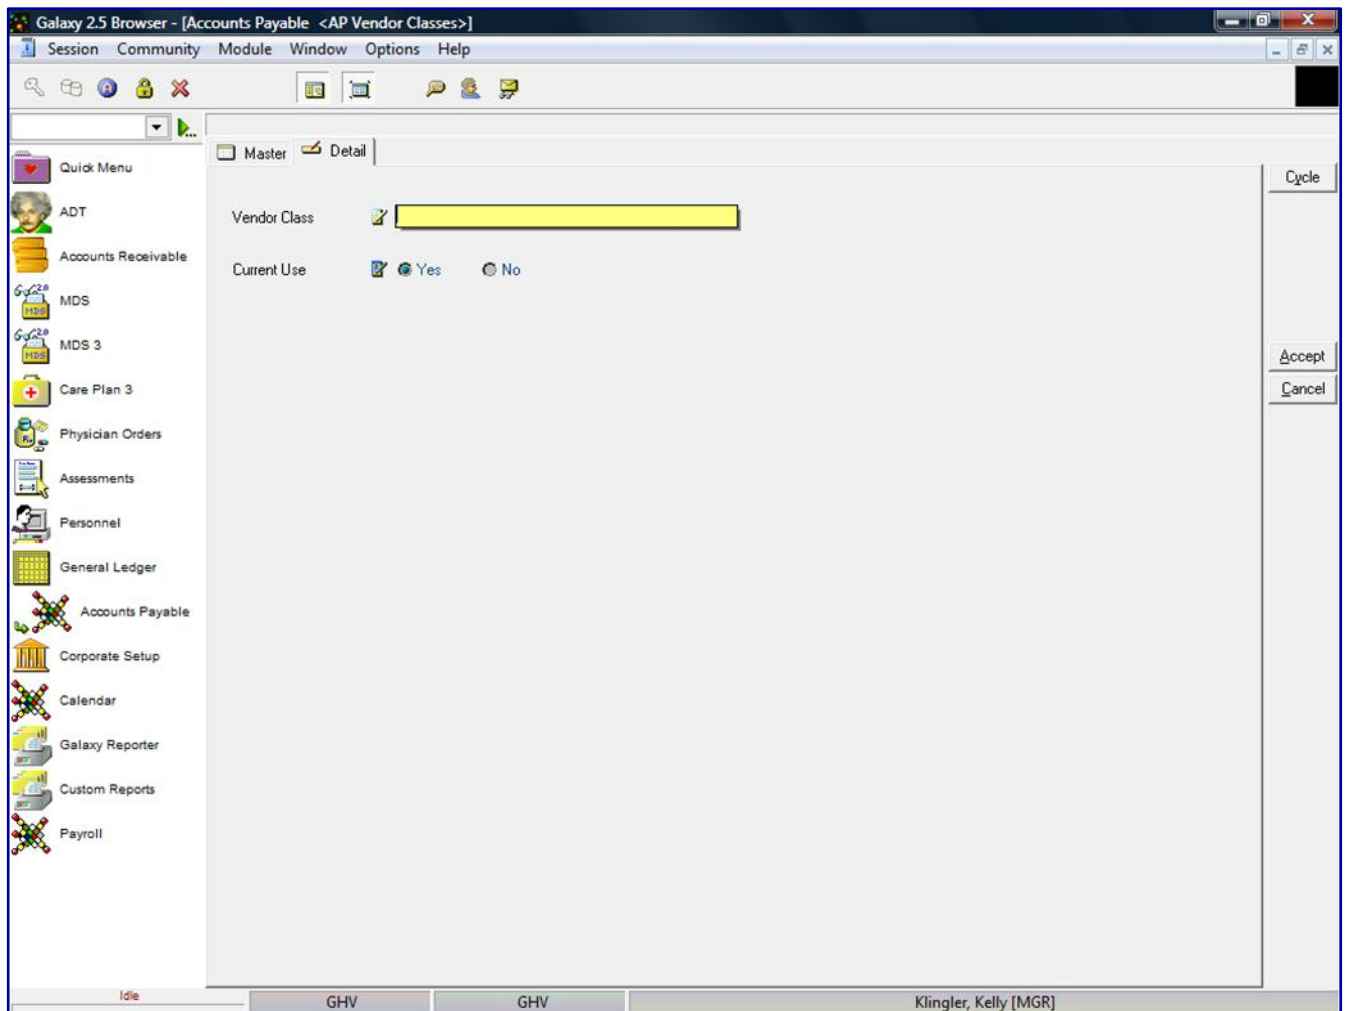 Galaxy 2.5 Browser - [Accounts Payable <AP Vendor Classes>]
Session Community Module Window Options Help
Master Detail
Cycle
Quick Menu
ADT
Vendor Class
Accounts Receivable
Current Use Yes No
MDS
MDS 3
Accept
Care Plan 3
Cancel
Physician Orders
Assessments
Personnel
General Ledger
Accounts Payable
Corporate Setup
Calendar
Galaxy Reporter
Custom Reports
Payroll
Idle
GHV GHV Klingler, Kelly [MGR]